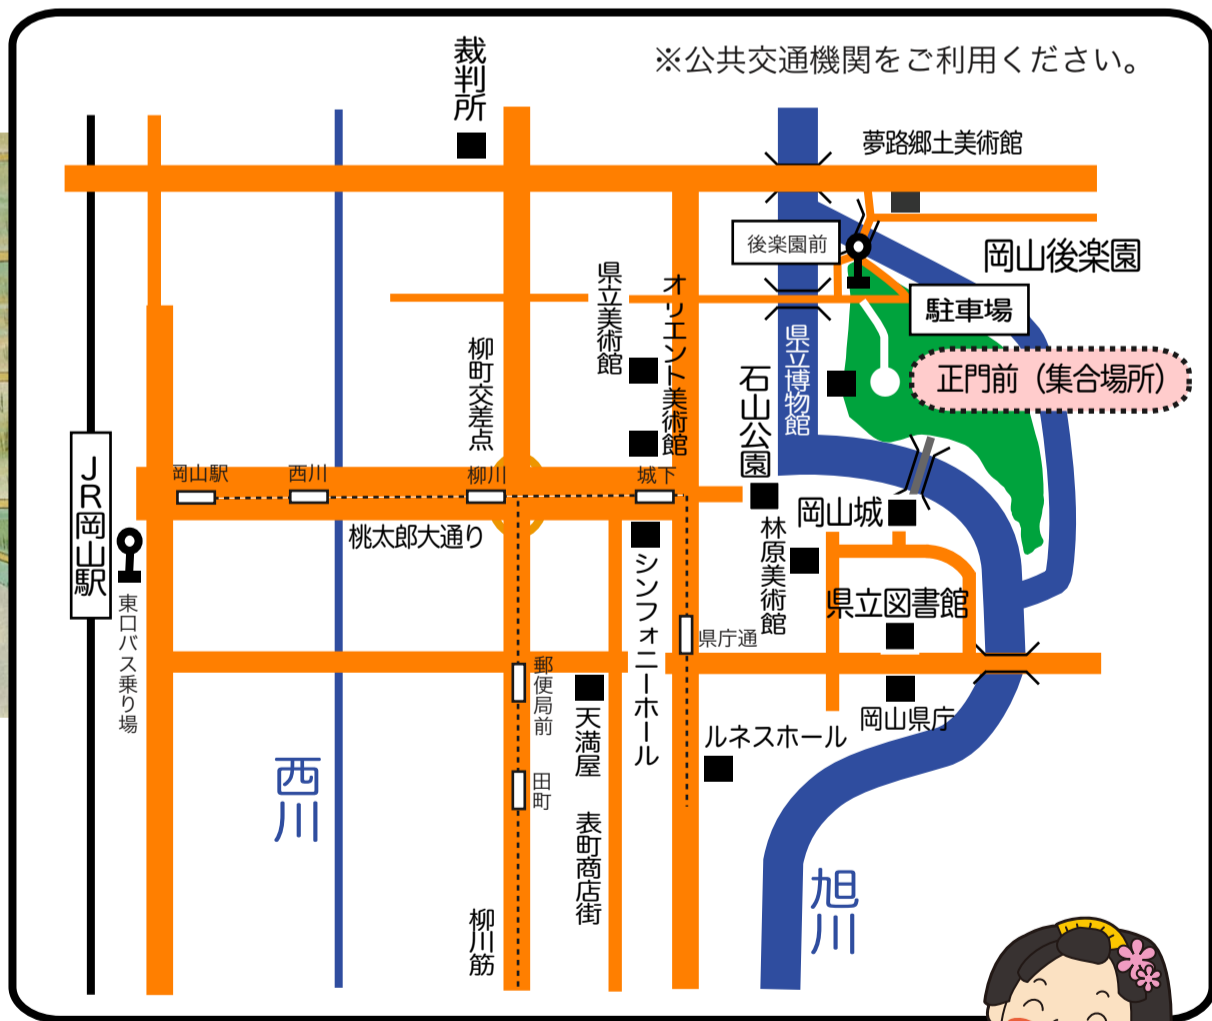 ※公共交通機関をご利用ください。
裁判所
夢路郷土美術館
後楽園前
岡山後楽園
駐車場
正門前（集合場所）
県立美術館
オリエント美術館
柳町交差点
県立博物館
石山公園
JR岡山駅
岡山駅
西川
柳川
城下
桃太郎大通り
岡山城
林原美術館
シンフォニーホール
東口バス乗り場
県立図書館
県庁通
郵便局前
天満屋
岡山県庁
ルネスホール
西川
田町
表町商店街
旭川
柳川筋